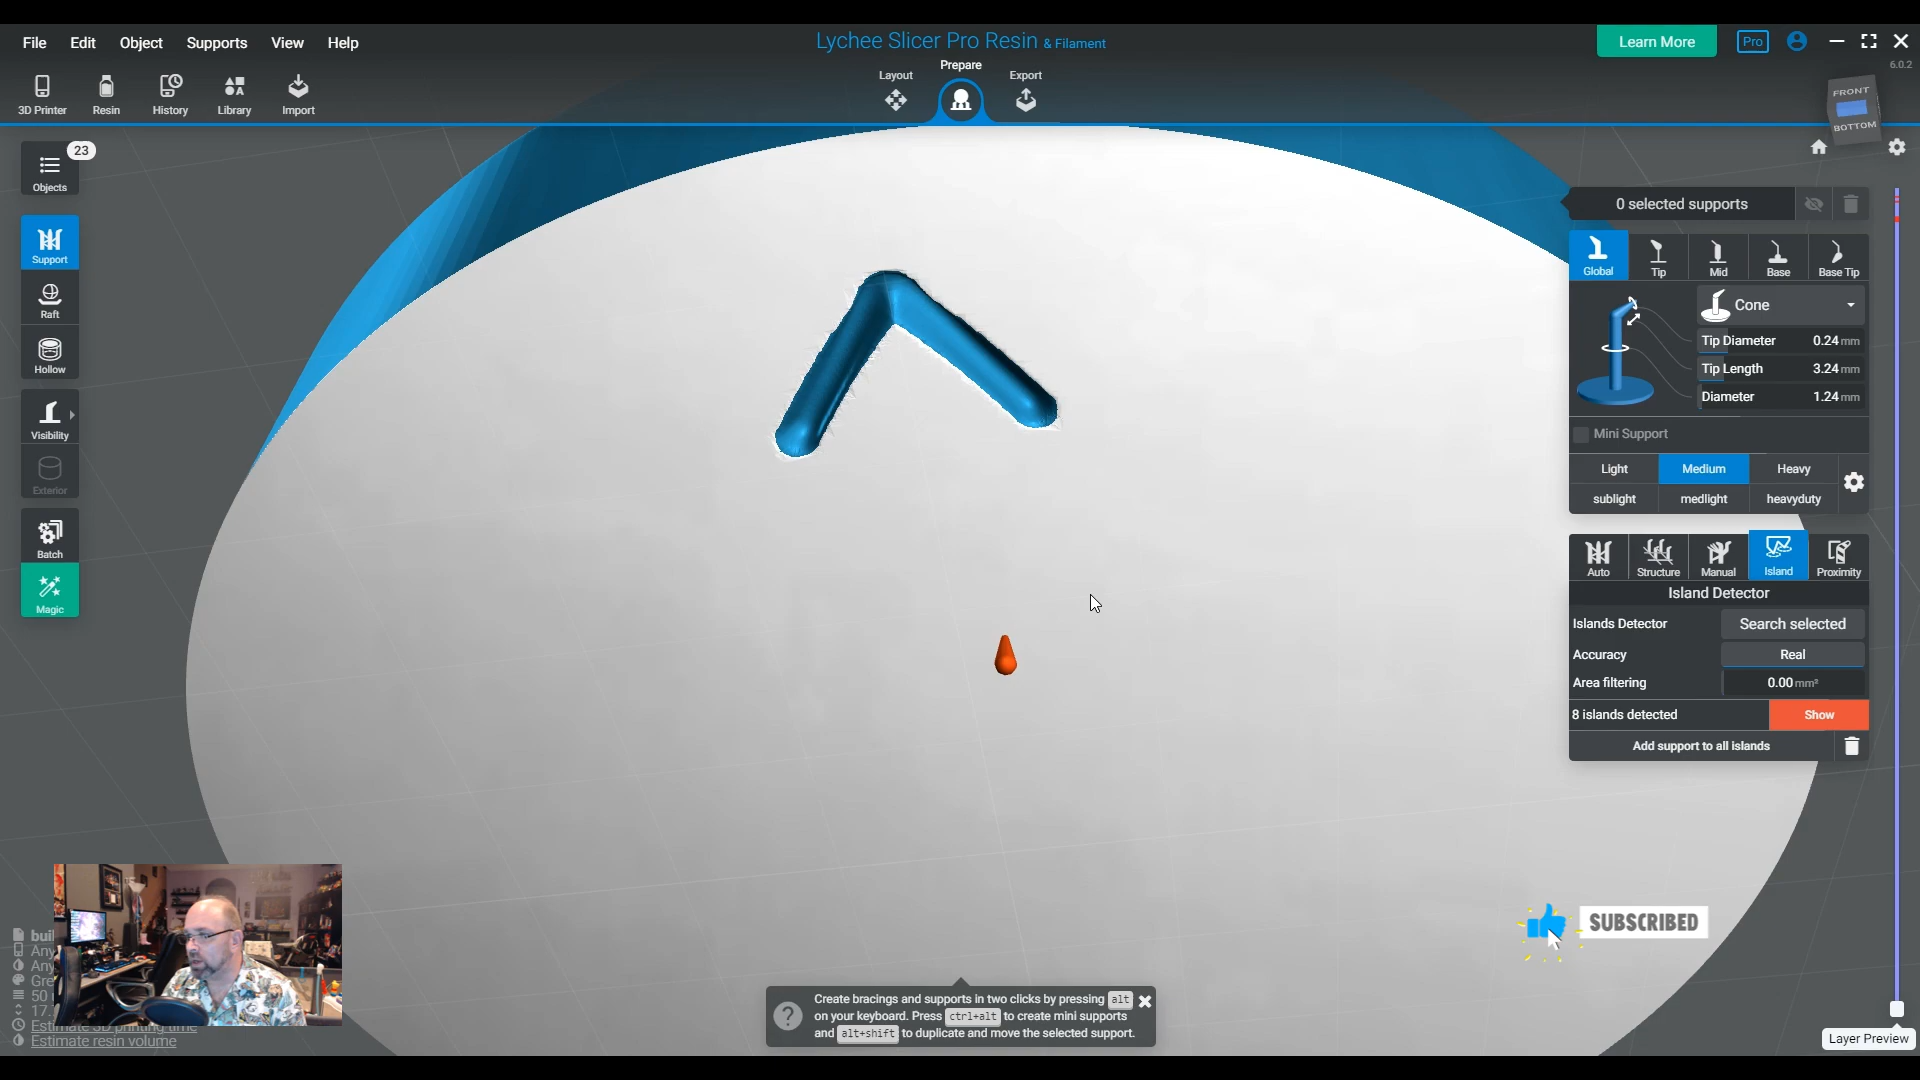 File Edit Object Supports View Help
Lychee Slicer Pro Resin & Filament
Learn More
Pro
6.0.2
3D Printer Resin History Library Import
Layout Prepare Export
FRONT
BOTTOM
23
Objects
Support
Raft
Hollow
Visibility
Exterior
Batch
Magic
0 selected supports
Global Tip Mid Base Base Tip
Cone
Tip Diameter 0.24 mm
Tip Length 3.24 mm
Diameter 1.24 mm
Mini Support
Light Medium Heavy
sublight medlight heavyduty
Auto Structure Manual Island Proximity
Island Detector
Islands Detector Search selected
Accuracy Real
Area filtering 0.00 mm²
8 islands detected Show
Add support to all islands
SUBSCRIBED
50
17.
Estimate 3D printing time
Estimate resin volume
Create bracings and supports in two clicks by pressing alt
on your keyboard. Press ctrl+alt to create mini supports
and alt+shift to duplicate and move the selected support.
Layer Preview